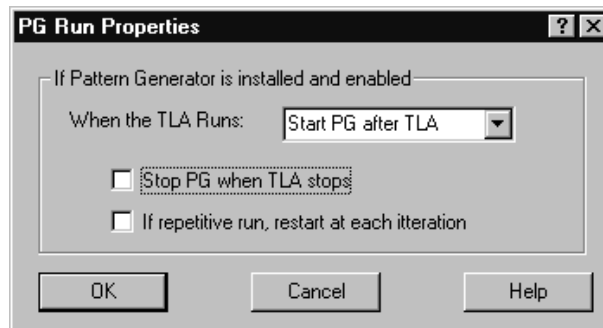 PG Run Properties
If Pattern Generator is installed and enabled
When the TLA Runs: Start PG after TLA
Stop PG when TLA stops
If repetitive run, restart at each itteration
OK Cancel Help